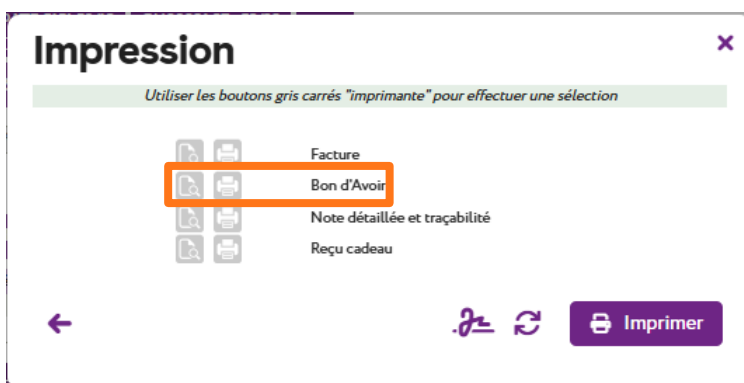 Impression
Utiliser les boutons gris carrés "imprimante" pour effectuer une sélection
Facture
Bon d'Avoir
Note détaillée et traçabilité
Reçu cadeau
Imprimer